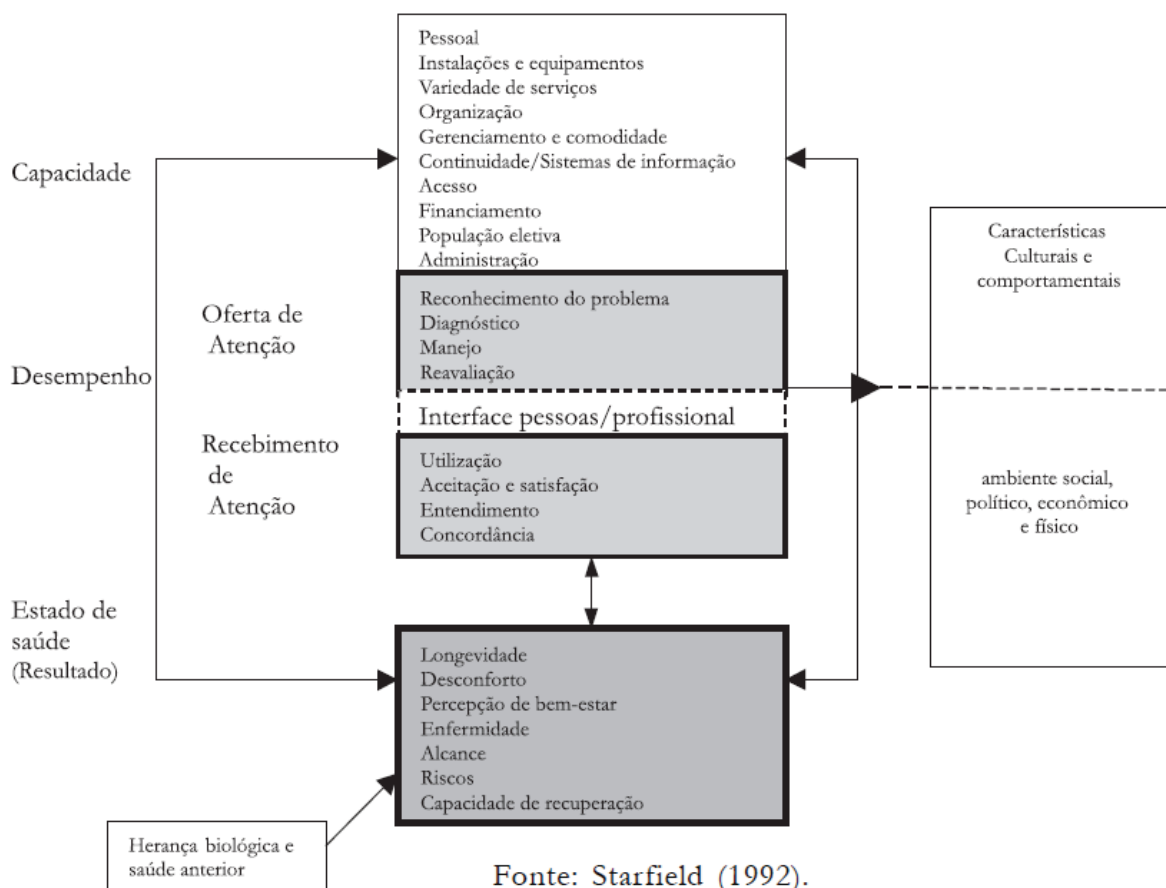 Capacidade
Desempenho
Oferta de
Atenção
Recebimento
de
Atenção
Estado de
saúde
(Resultado)
Pessoal
Instalações e equipamentos
Variedade de serviços
Organização
Gerenciamento e comodidade
Continuidade/Sistemas de informação
Acesso
Financiamento
População eletiva
Administração
Reconhecimento do problema
Diagnóstico
Manejo
Reavaliação
Interface pessoas/profissional
Utilização
Aceitação e satisfação
Entendimento
Concordância
Longevidade
Desconforto
Percepção de bem-estar
Enfermidade
Alcance
Riscos
Capacidade de recuperação
Características
Culturais e
comportamentais
ambiente social,
político, econômico
e físico
Herança biológica e
saúde anterior
Fonte: Starfield (1992).